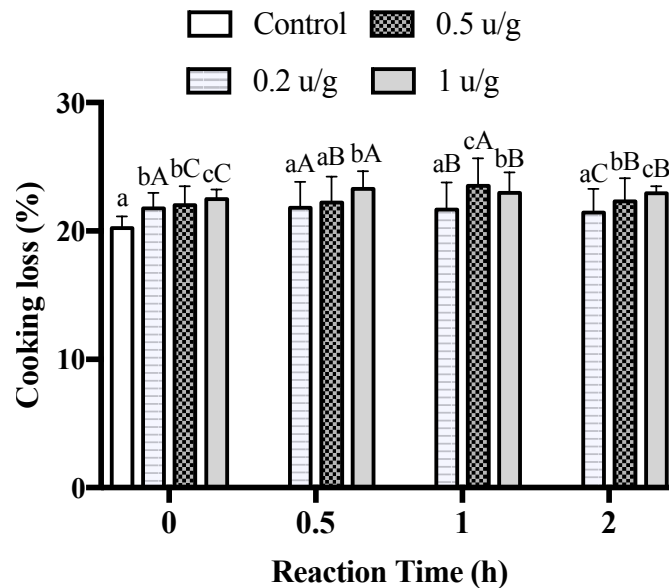 Control 0.5 u/g
0.2 u/g 1 u/g
30
20
10
0
Cooking loss (%)
a bA bC cC aA aB bA aB cA bB aC bB cB
0 0.5 1 2
Reaction Time (h)